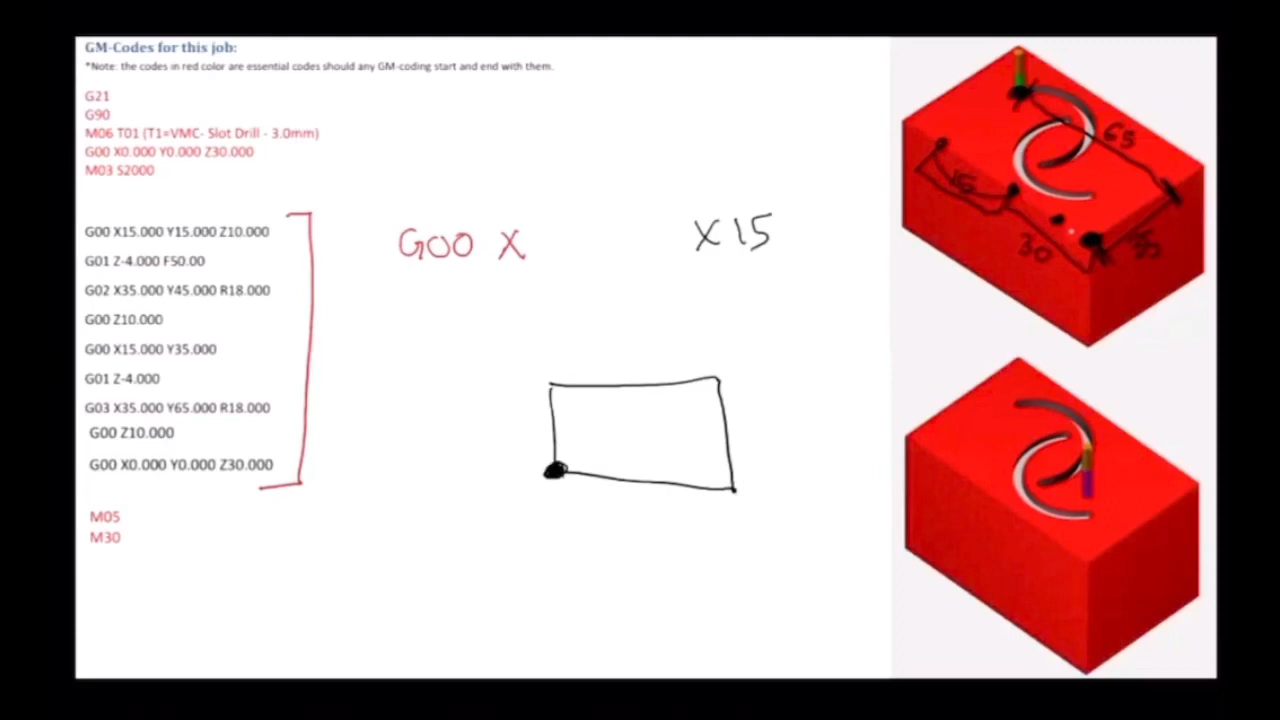 GM-Codes for this job:
*Note: the codes in red color are essential codes should any GM-coding start and end with them.
G21
G90
M06 T01 (T1=VMC- Slot Drill - 3.0mm)
G00 X0.000 Y0.000 Z30.000
M03 S2000
G00 X15.000 Y15.000 Z10.000
G01 Z-4.000 F50.00
G02 X35.000 Y45.000 R18.000
G00 Z10.000
G00 X15.000 Y35.000
G01 Z-4.000
G03 X35.000 Y65.000 R18.000
G00 Z10.000
G00 X0.000 Y0.000 Z30.000
M05
M30
G00 X
X 15
65
15
30
35